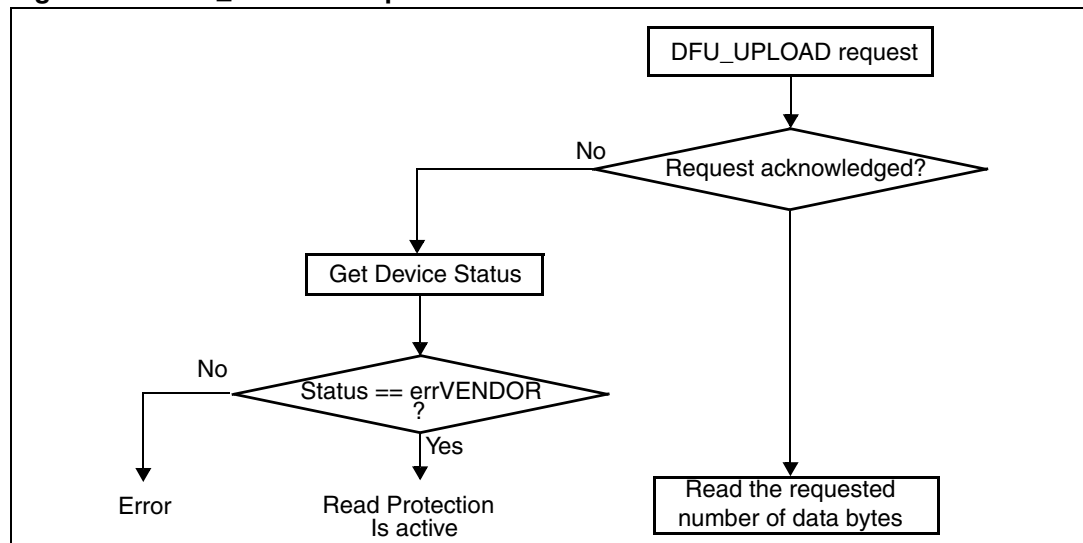 DFU_UPLOAD request
No
Request acknowledged?
Get Device Status
No
Status == errVENDOR
?
Yes
Error
Read Protection
Is active
Read the requested
number of data bytes